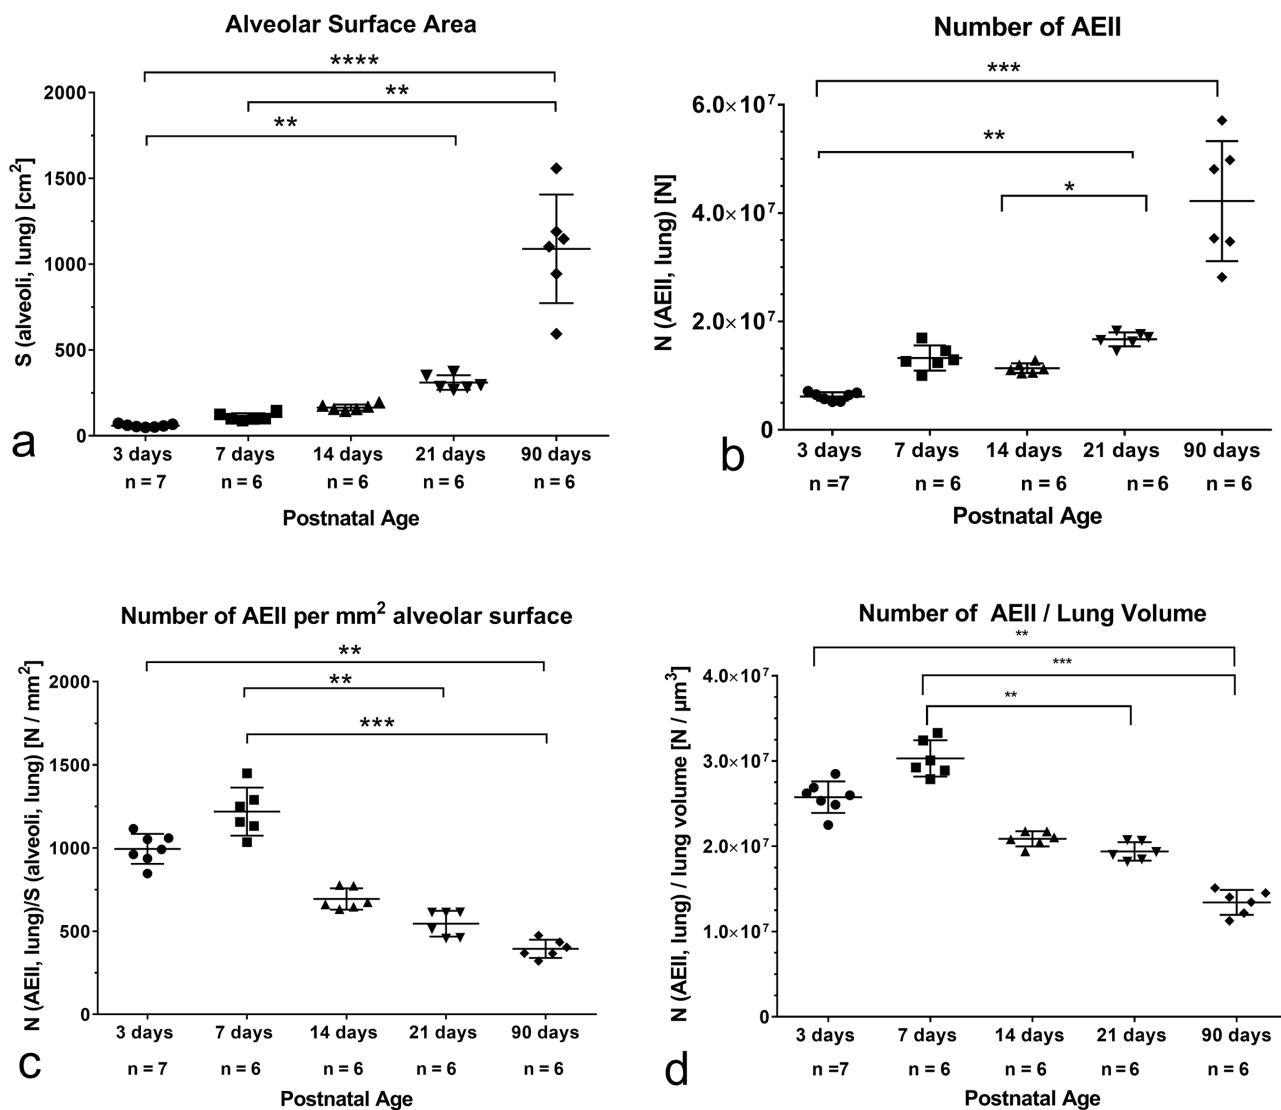 Alveolar Surface Area
****
**
**
S (alveoli, lung) [cm²]
2000
1500
1000
500
0
3 days 7 days 14 days 21 days 90 days
n = 7 n = 6 n = 6 n = 6 n = 6
Postnatal Age
a
Number of AEII
***
**
*
N (AEII, lung) [N]
6.0×10⁷
4.0×10⁷
2.0×10⁷
0
3 days 7 days 14 days 21 days 90 days
n =7 n = 6 n = 6 n = 6 n = 6
Postnatal Age
b
Number of AEII per mm² alveolar surface
**
**
***
N (AEII, lung)/S (alveoli, lung) [N / mm²]
2000
1500
1000
500
0
3 days 7 days 14 days 21 days 90 days
n = 7 n = 6 n = 6 n = 6 n = 6
Postnatal Age
c
Number of AEII / Lung Volume
**
***
**
N (AEII, lung) / lung volume [N / µm³]
4.0×10⁷
3.0×10⁷
2.0×10⁷
1.0×10⁷
0
3 days 7 days 14 days 21 days 90 days
n =7 n = 6 n = 6 n = 6 n = 6
Postnatal Age
d